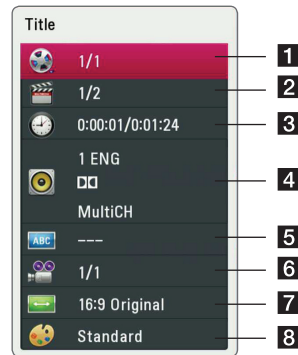 Title
1/1 1
1/2 2
0:00:01/0:01:24 3
1 ENG
MultiCH 4
ABC --- 5
1/1 6
16:9 Original 7
Standard 8